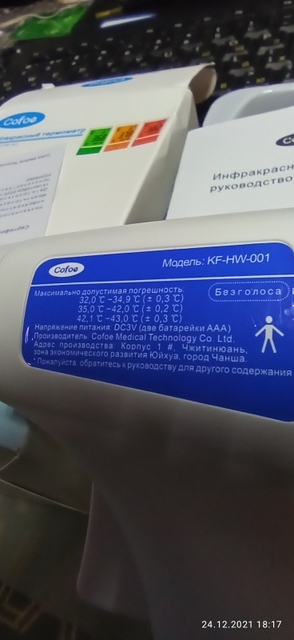 Cofoe
Инфракрасн
руководство
Cofoe
Модель: KF-HW-001
Максимально допустимая погрешность:
32,0 ℃ –34,9 ℃ (± 0,3 ℃)
35,0 ℃ –42,0 ℃ (± 0,2 ℃)
42,1 ℃ –43,0 ℃ (± 0,3 ℃)
Безголоса
Напряжение питания: DC3V (две батарейки AAA)
Производитель: Cofoe Medical Technology Co. Ltd.
Адрес производства: Корпус 1 #, Чжитинюань,
зона экономического развития Юйхуа, город Чанша.
* Пожалуйста, обратитесь к руководству для другого содержания
24.12.2021 18:17